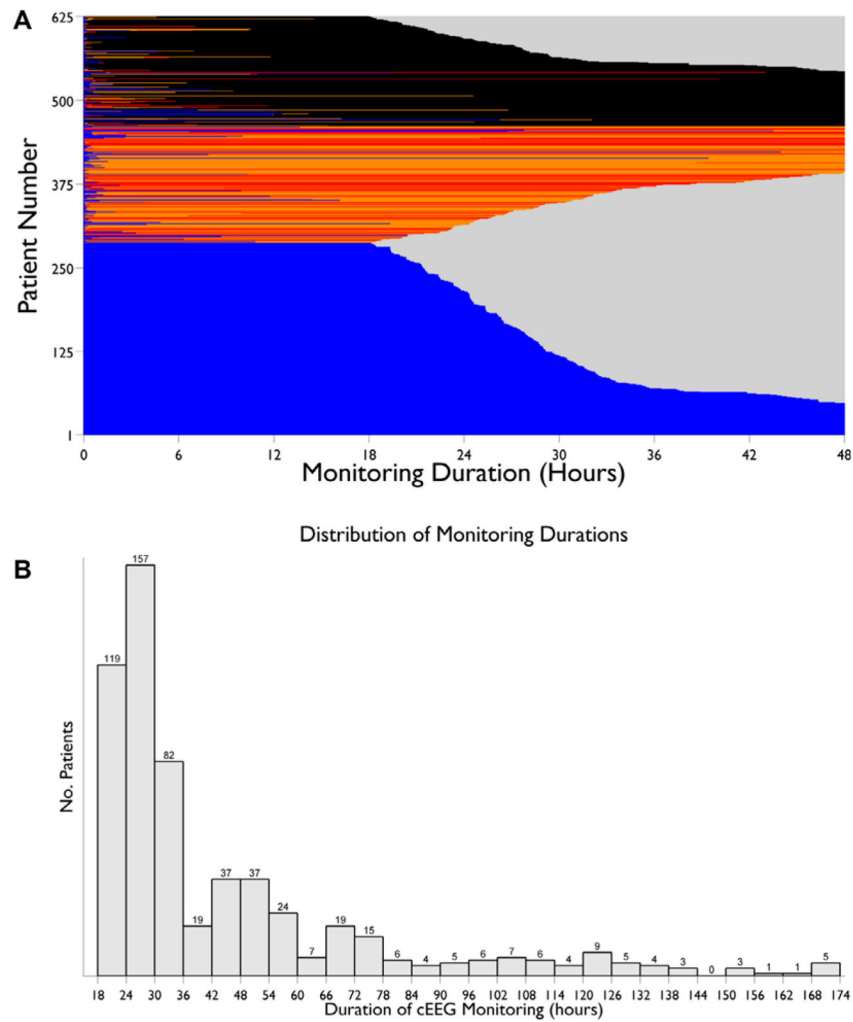 A
625
500
375
250
125
1
Patient Number
0 6 12 18 24 30 36 42 48
Monitoring Duration (Hours)
Distribution of Monitoring Durations
B
157
119
82
19
37 37
24
7
19
15
6 4 5 6 7 6 4 9 5 4 3 0 3 1 1 5
No. Patients
18 24 30 36 42 48 54 60 66 72 78 84 90 96 102 108 114 120 126 132 138 144 150 156 162 168 174
Duration of cEEG Monitoring (hours)